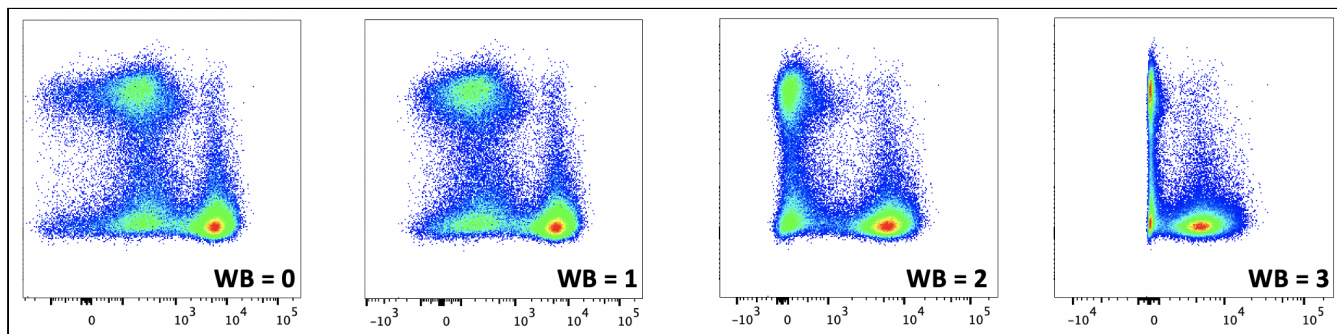 WB = 0
0 10³ 10⁴ 10⁵
WB = 1
-10³ 0 10³ 10⁴ 10⁵
WB = 2
-10³ 0 10³ 10⁴ 10⁵
WB = 3
-10⁴ 0 10⁴ 10⁵